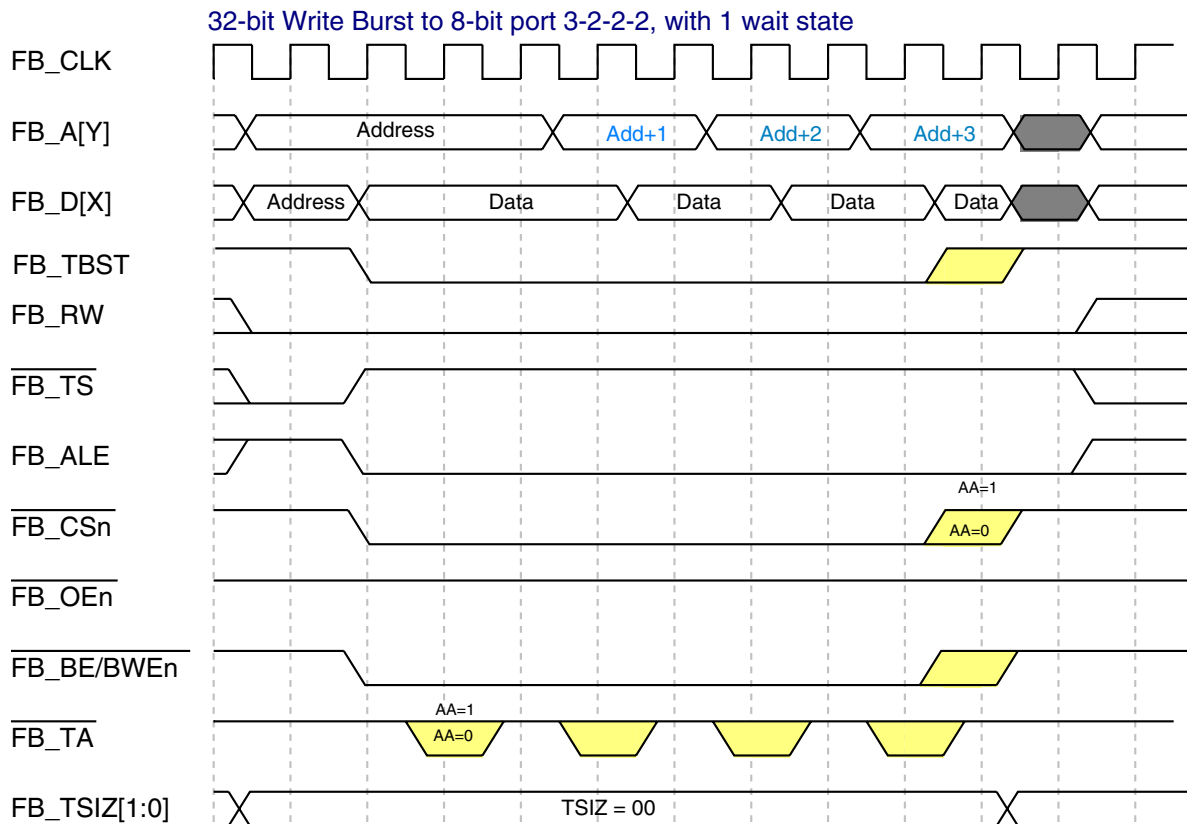 32-bit Write Burst to 8-bit port 3-2-2-2, with 1 wait state
FB_CLK
FB_A[Y] Address Add+1 Add+2 Add+3
FB_D[X] Address Data Data Data Data
FB_TBST
FB_RW
FB_TS
FB_ALE
AA=1
FB_CSn AA=0
FB_OEn
FB_BE/BWEn
AA=1
FB_TA AA=0
FB_TSIZ[1:0] TSIZ = 00